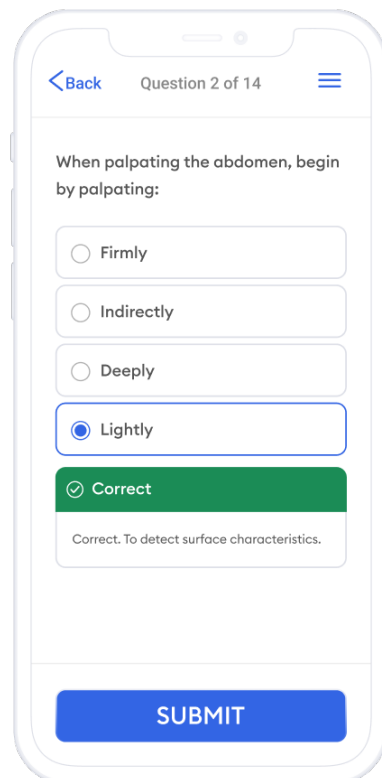 Back
Question 2 of 14
When palpating the abdomen, begin
by palpating:
Firmly
Indirectly
Deeply
Lightly
Correct
Correct. To detect surface characteristics.
SUBMIT